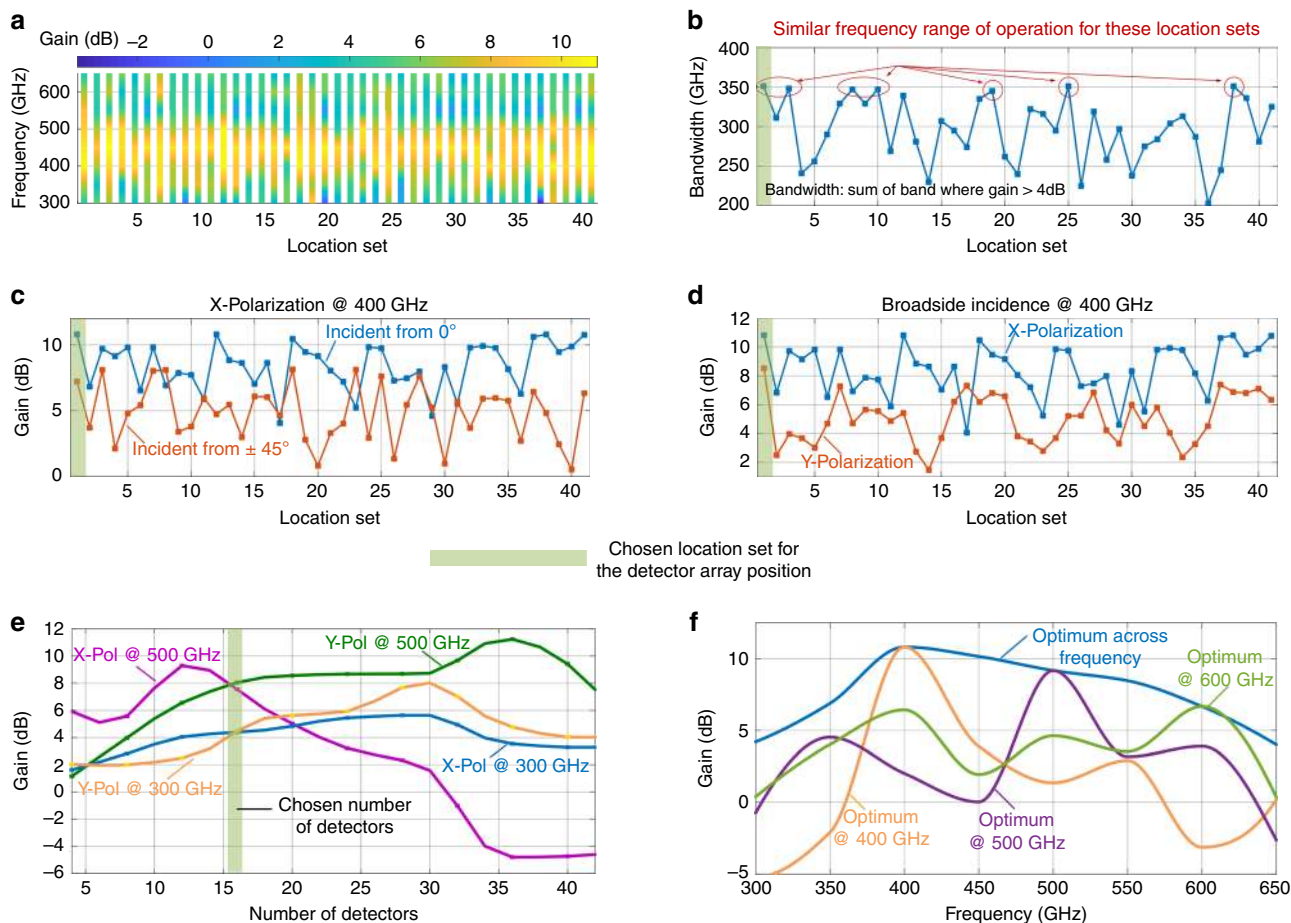 a
Gain (dB)
−2 0 2 4 6 8 10
Frequency (GHz)
600
500
400
300
5 10 15 20 25 30 35 40
Location set
b
Similar frequency range of operation for these location sets
Bandwidth (GHz)
400
350
300
250
200
Bandwidth: sum of band where gain > 4dB
5 10 15 20 25 30 35 40
Location set
c
X-Polarization @ 400 GHz
Gain (dB)
10
5
0
Incident from 0°
Incident from ± 45°
5 10 15 20 25 30 35 40
Location set
d
Broadside incidence @ 400 GHz
Gain (dB)
12
10
8
6
4
2
X-Polarization
Y-Polarization
5 10 15 20 25 30 35 40
Location set
Chosen location set for
the detector array position
e
Gain (dB)
12
10
8
6
4
2
0
−2
−4
−6
X-Pol @ 500 GHz
Y-Pol @ 500 GHz
Y-Pol @ 300 GHz
X-Pol @ 300 GHz
Chosen number
of detectors
5 10 15 20 25 30 35 40
Number of detectors
f
Gain (dB)
10
5
0
−5
Optimum across
frequency
Optimum
@ 600 GHz
Optimum
@ 400 GHz
Optimum
@ 500 GHz
300 350 400 450 500 550 600 650
Frequency (GHz)